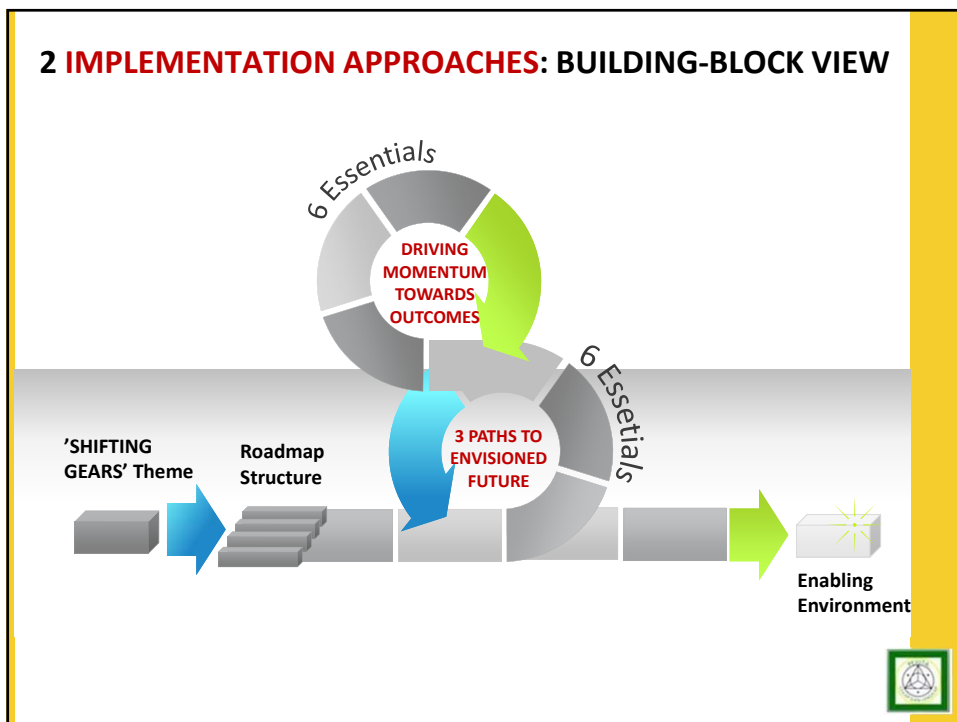 2 IMPLEMENTATION APPROACHES: BUILDING-BLOCK VIEW
6 Essentials
DRIVING
MOMENTUM
TOWARDS
OUTCOMES
6 Essetials
3 PATHS TO
ENVISIONED
FUTURE
’SHIFTING
GEARS’ Theme
Roadmap
Structure
Enabling
Environment